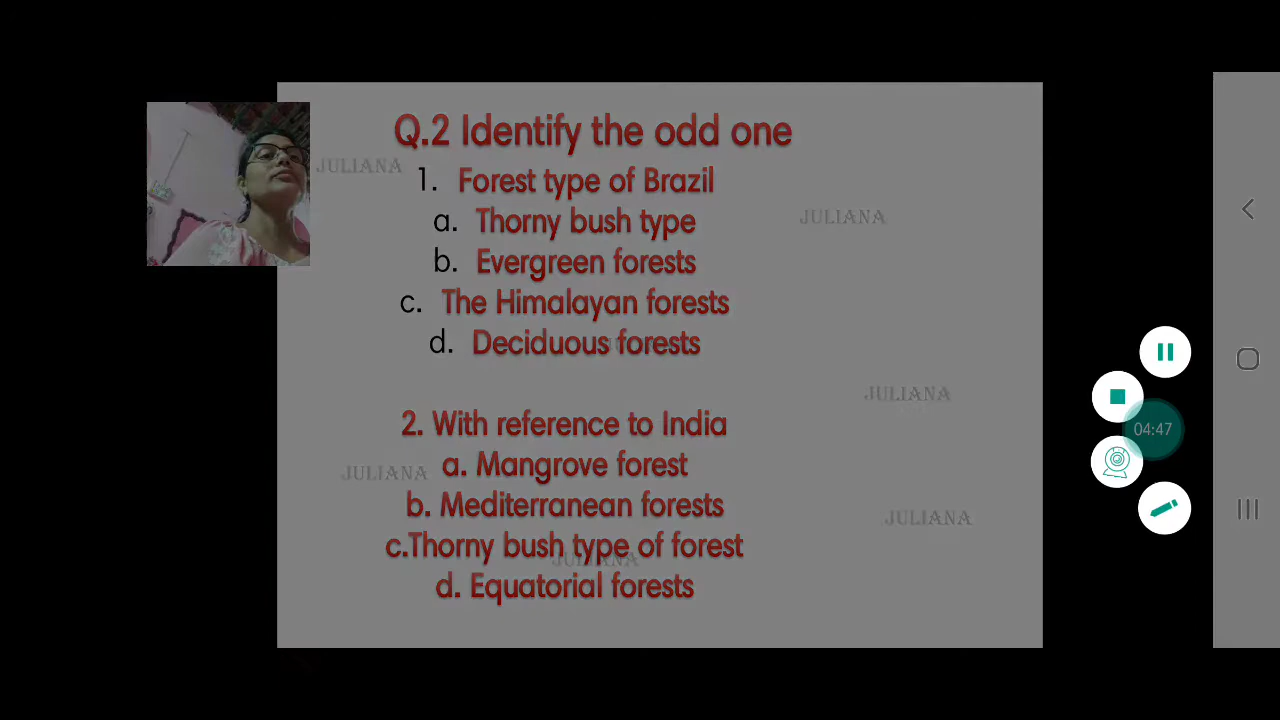 Q.2 Identify the odd one
JULIANA
1. Forest type of Brazil
a. Thorny bush type
JULIANA
b. Evergreen forests
c. The Himalayan forests
d. Deciduous forests
JULIANA
2. With reference to India
a. Mangrove forest
JULIANA
b. Mediterranean forests
JULIANA
c.Thorny bush type of forest
JULIANA
d. Equatorial forests
04:47